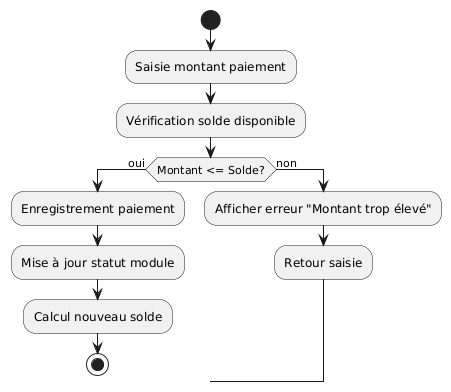 Saisie montant paiement
Vérification solde disponible
Montant <= Solde?
oui
non
Enregistrement paiement
Mise à jour statut module
Calcul nouveau solde
Afficher erreur "Montant trop élevé"
Retour saisie